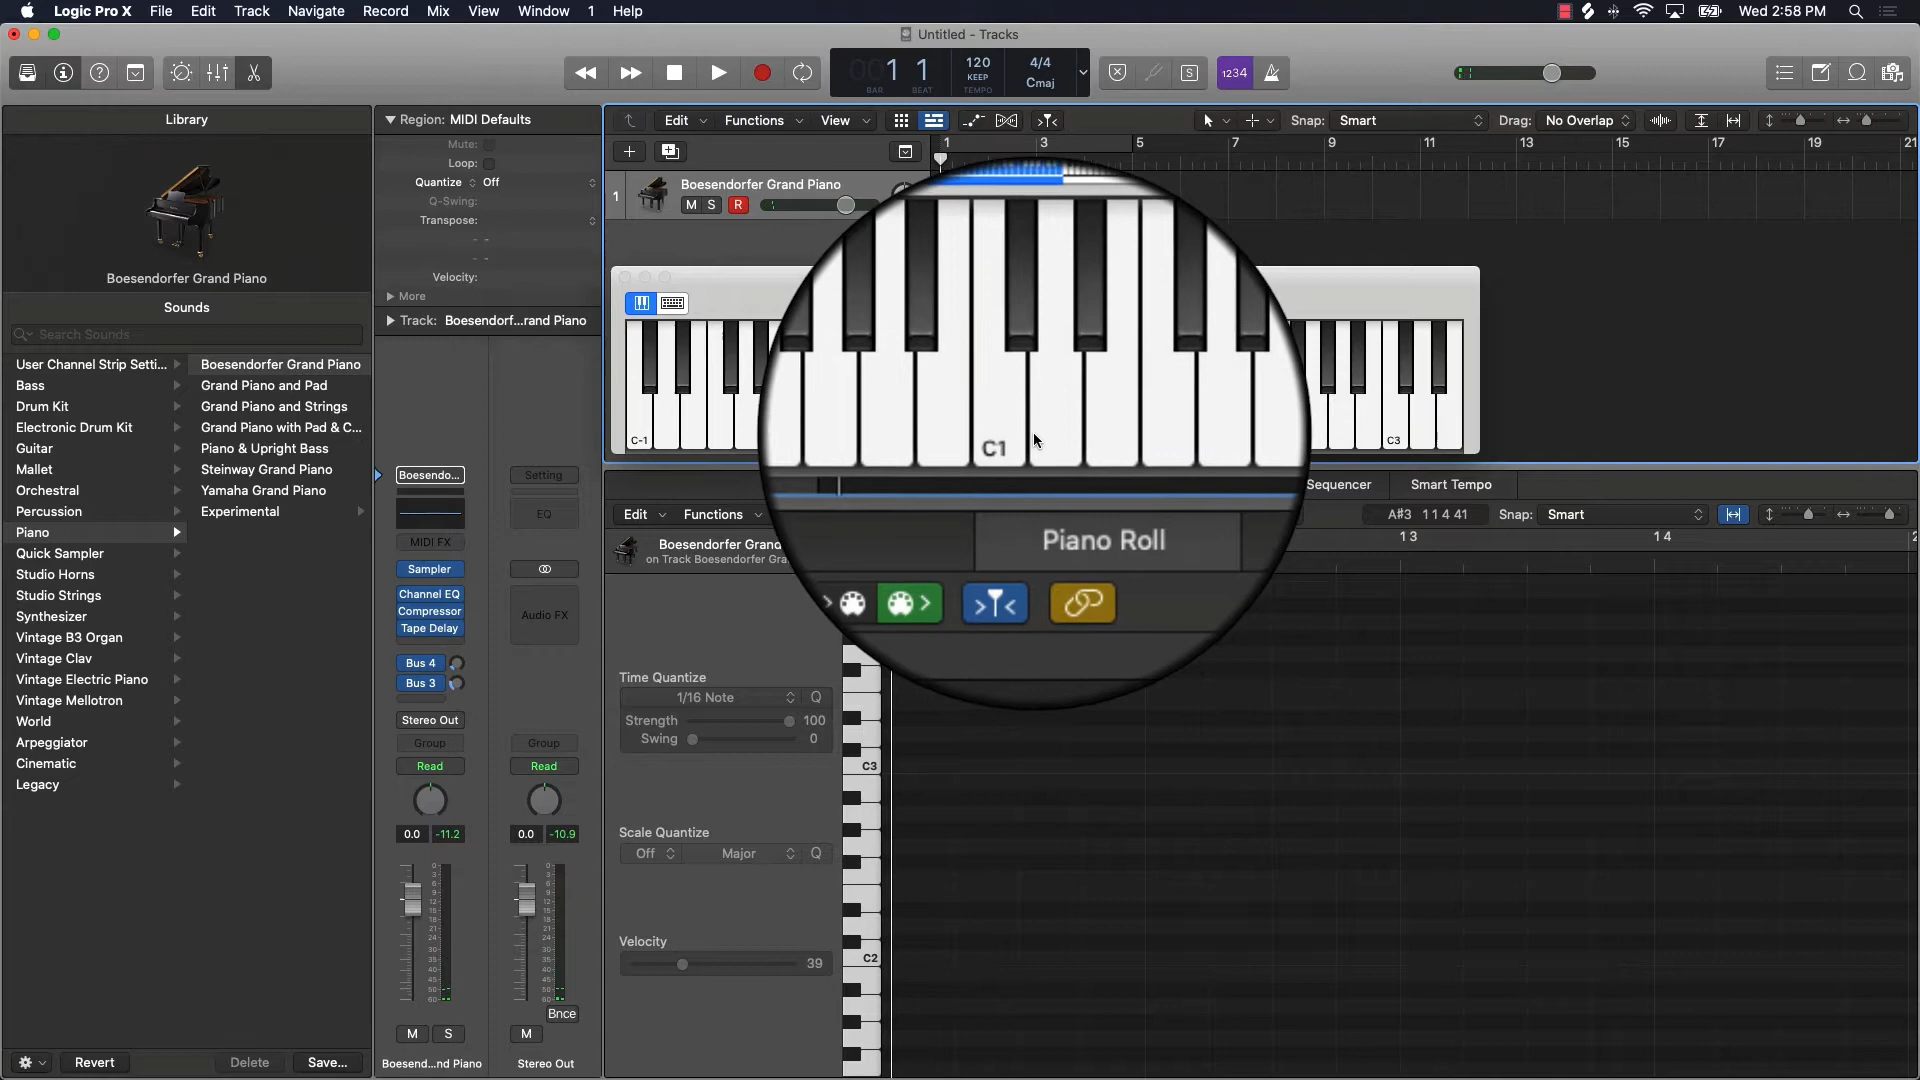 Logic Pro X File Edit Track Navigate Record Mix View Window 1 Help Wed 2:58 PM
Untitled - Tracks
1 1 120 KEEP TEMPO 4/4 Cmaj
BAR BEAT
S 1234
Library
Boesendorfer Grand Piano
Sounds
Search Sounds
User Channel Strip Setti...
Bass
Drum Kit
Electronic Drum Kit
Guitar
Mallet
Orchestral
Percussion
Piano
Quick Sampler
Studio Horns
Studio Strings
Synthesizer
Vintage B3 Organ
Vintage Clav
Vintage Electric Piano
Vintage Mellotron
World
Arpeggiator
Cinematic
Legacy
Boesendorfer Grand Piano
Grand Piano and Pad
Grand Piano and Strings
Grand Piano with Pad & C...
Piano & Upright Bass
Steinway Grand Piano
Yamaha Grand Piano
Experimental
Revert Delete Save...
Region: MIDI Defaults
Mute:
Loop:
Quantize Off
Q-Swing:
Transpose:
Velocity:
More
Track: Boesendorf...rand Piano
Boesendo...
MIDI FX
Sampler
Channel EQ
Compressor
Tape Delay
Bus 4
Bus 3
Stereo Out
Group
Read
0.0 -11.2
M S
Boesend...nd Piano
Setting
EQ
Audio FX
Group
Read
0.0 -10.9
Bnce
M
Stereo Out
Edit Functions View Snap: Smart Drag: No Overlap
1 3 5 7 9 11 13 15 17 19 21
1 Boesendorfer Grand Piano
M S R
C-1 C1 C3
Piano Roll
Sequencer Smart Tempo
Edit Functions A#3 1 1 4 41 Snap: Smart
Boesendorfer Grand
on Track Boesendorfer Gra
1 3 1 4 2
Time Quantize
1/16 Note Q
Strength 100
Swing 0
Scale Quantize
Off Major Q
Velocity
39
C3
C2